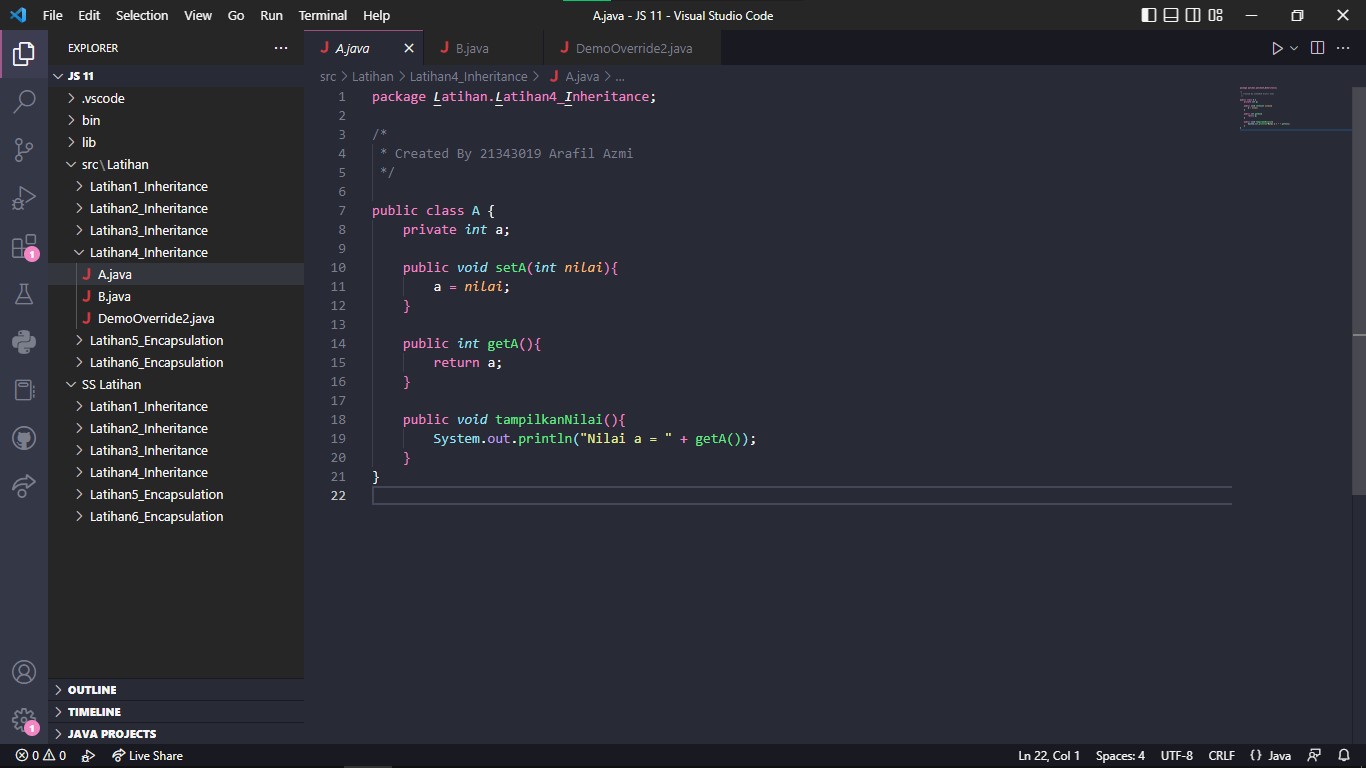 File Edit Selection View Go Run Terminal Help
A.java - JS 11 - Visual Studio Code
EXPLORER
JS 11
.vscode
bin
lib
src\Latihan
Latihan1_Inheritance
Latihan2_Inheritance
Latihan3_Inheritance
Latihan4_Inheritance
A.java
B.java
DemoOverride2.java
Latihan5_Encapsulation
Latihan6_Encapsulation
SS Latihan
Latihan1_Inheritance
Latihan2_Inheritance
Latihan3_Inheritance
Latihan4_Inheritance
Latihan5_Encapsulation
Latihan6_Encapsulation
OUTLINE
TIMELINE
JAVA PROJECTS
1
1
A.java B.java DemoOverride2.java
src > Latihan > Latihan4_Inheritance > A.java > ...
1 package Latihan.Latihan4_Inheritance;
2
3 /*
4  * Created By 21343019 Arafil Azmi
5  */
6
7 public class A {
8     private int a;
9
10     public void setA(int nilai){
11         a = nilai;
12     }
13
14     public int getA(){
15         return a;
16     }
17
18     public void tampilkanNilai(){
19         System.out.println("Nilai a = " + getA());
20     }
21 }
22
0 0 Live Share
Ln 22, Col 1 Spaces: 4 UTF-8 CRLF {} Java